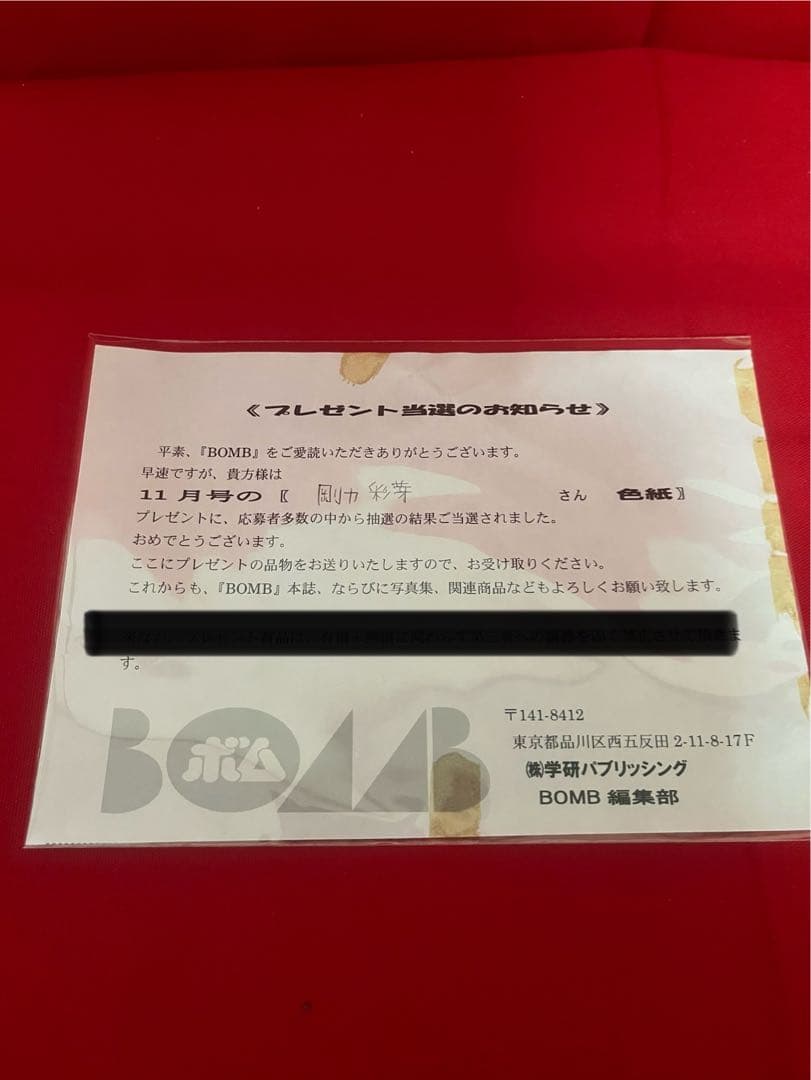 《プレゼント当選のお知らせ》
平素、『BOMB』をご愛読いただきありがとうございます。
早速ですが、貴方様は
11月号の〖 剛力 彩芽 さん 色紙〗
プレゼントに、応募者多数の中から抽選の結果ご当選されました。
おめでとうございます。
ここにプレゼントの品物をお送りいたしますので、お受け取りください。
これからも、『BOMB』本誌、ならびに写真集、関連商品などもよろしくお願い致します。
す。
BOMB
ボム
〒141-8412
東京都品川区西五反田 2-11-8-17F
㈱学研パブリッシング
BOMB 編集部